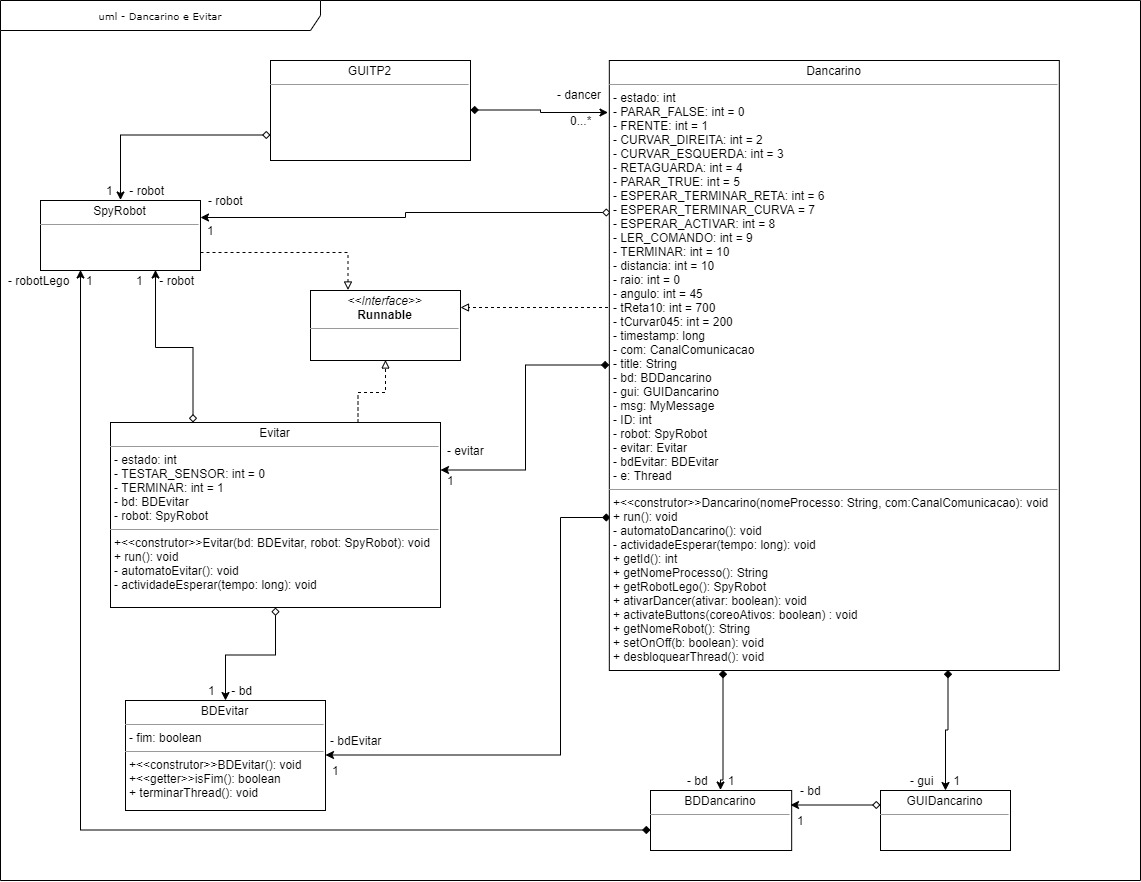 uml - Dancarino e Evitar
GUITP2
- dancer
0...*
1 - robot
SpyRobot
- robot
1
- robotLego 1
1 - robot
<<Interface>>
Runnable
Dancarino
- estado: int
- PARAR_FALSE: int = 0
- FRENTE: int = 1
- CURVAR_DIREITA: int = 2
- CURVAR_ESQUERDA: int = 3
- RETAGUARDA: int = 4
- PARAR_TRUE: int = 5
- ESPERAR_TERMINAR_RETA: int = 6
- ESPERAR_TERMINAR_CURVA = 7
- ESPERAR_ACTIVAR: int = 8
- LER_COMANDO: int = 9
- TERMINAR: int = 10
- distancia: int = 10
- raio: int = 0
- angulo: int = 45
- tReta10: int = 700
- tCurvar045: int = 200
- timestamp: long
- com: CanalComunicacao
- title: String
- bd: BDDancarino
- gui: GUIDancarino
- msg: MyMessage
- ID: int
- robot: SpyRobot
- evitar: Evitar
- bdEvitar: BDEvitar
- e: Thread
+<<construtor>>Dancarino(nomeProcesso: String, com:CanalComunicacao): void
+ run(): void
- automatoDancarino(): void
- actividadeEsperar(tempo: long): void
+ getId(): int
+ getNomeProcesso(): String
+ getRobotLego(): SpyRobot
+ ativarDancer(ativar: boolean): void
+ activateButtons(coreoAtivos: boolean) : void
+ getNomeRobot(): String
+ setOnOff(b: boolean): void
+ desbloquearThread(): void
Evitar
- estado: int
- TESTAR_SENSOR: int = 0
- TERMINAR: int = 1
- bd: BDEvitar
- robot: SpyRobot
+<<construtor>>Evitar(bd: BDEvitar, robot: SpyRobot): void
+ run(): void
- automatoEvitar(): void
- actividadeEsperar(tempo: long): void
- evitar
1
1 - bd
BDEvitar
- fim: boolean
+<<construtor>>BDEvitar(): void
+<<getter>>isFim(): boolean
+ terminarThread(): void
- bdEvitar
1
- bd 1
BDDancarino
- bd
1
- gui 1
GUIDancarino